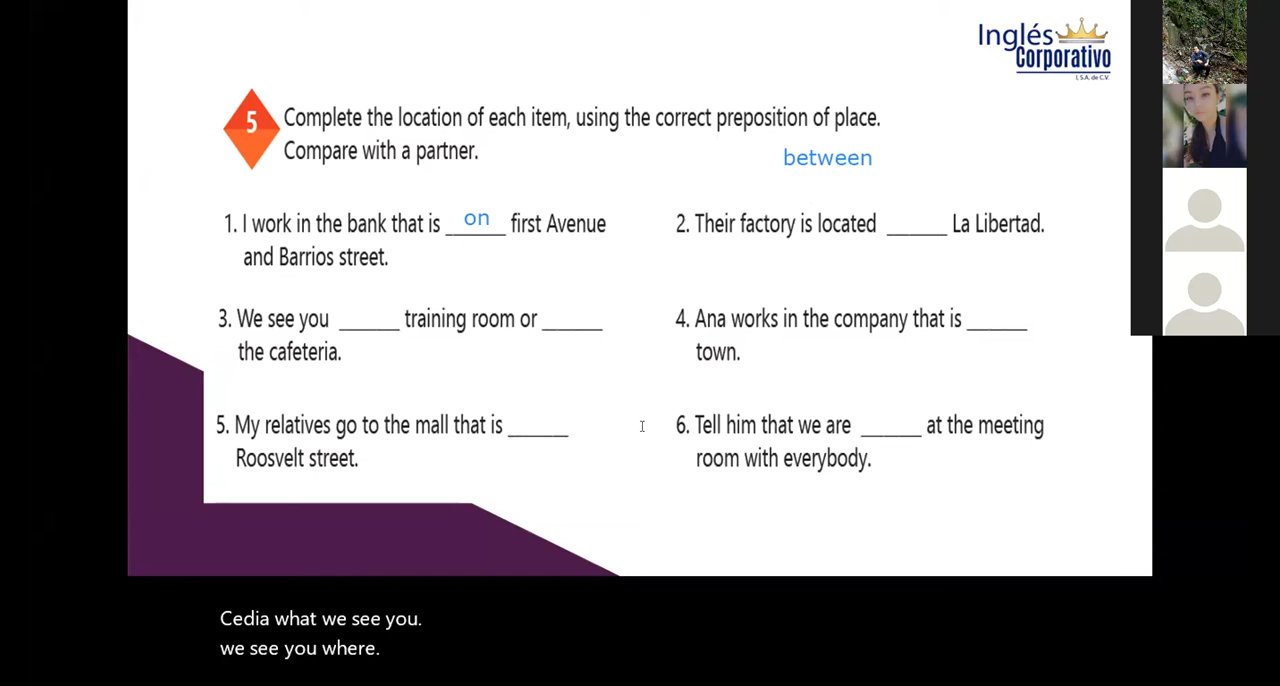 Inglés
Corporativo
I, S.A. de C.V.
5
Complete the location of each item, using the correct preposition of place.
Compare with a partner.
between
1. I work in the bank that is on first Avenue
and Barrios street.
2. Their factory is located ______ La Libertad.
3. We see you ______ training room or ______
the cafeteria.
4. Ana works in the company that is ______
town.
5. My relatives go to the mall that is ______
Roosvelt street.
6. Tell him that we are ______ at the meeting
room with everybody.
Cedia what we see you.
we see you where.